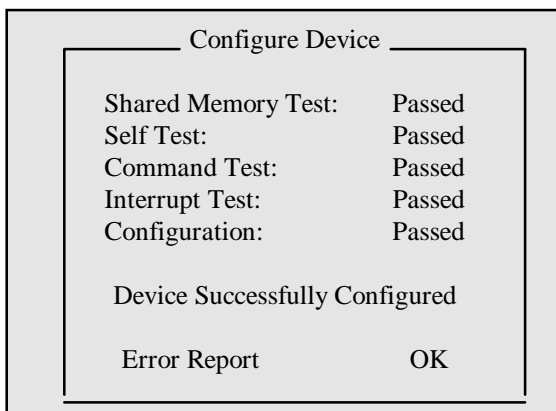 Configure Device
Shared Memory Test: Passed
Self Test: Passed
Command Test: Passed
Interrupt Test: Passed
Configuration: Passed
Device Successfully Configured
Error Report OK